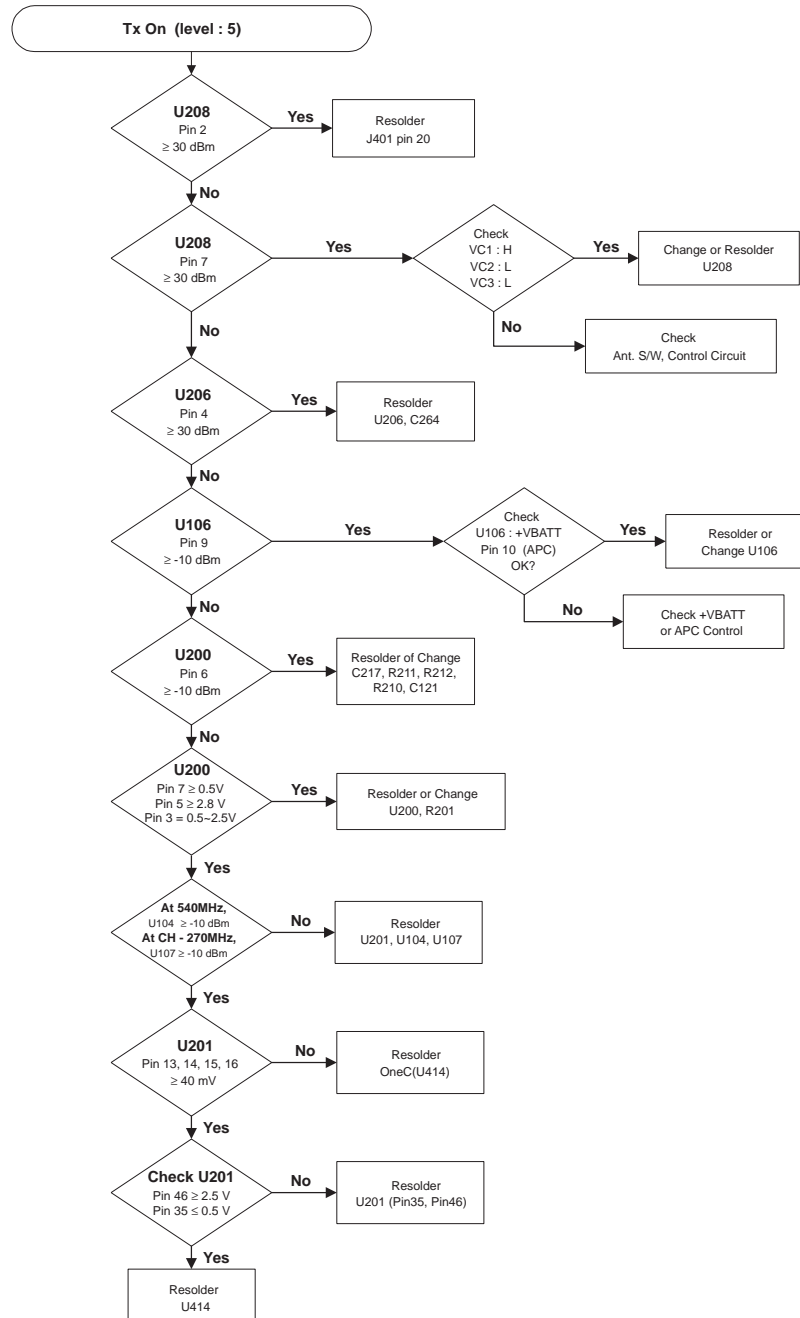 Tx On (level : 5)
U208
Pin 2
≥ 30 dBm
Yes
Resolder
J401 pin 20
No
U208
Pin 7
≥ 30 dBm
Yes
Check
VC1 : H
VC2 : L
VC3 : L
Yes
Change or Resolder
U208
No
Check
Ant. S/W, Control Circuit
No
U206
Pin 4
≥ 30 dBm
Yes
Resolder
U206, C264
No
U106
Pin 9
≥ -10 dBm
Yes
Check
U106 : +VBATT
Pin 10 (APC)
OK?
Yes
Resolder or
Change U106
No
Check +VBATT
or APC Control
No
U200
Pin 6
≥ -10 dBm
Yes
Resolder of Change
C217, R211, R212,
R210, C121
No
U200
Pin 7 ≥ 0.5V
Pin 5 ≥ 2.8 V
Pin 3 = 0.5~2.5V
Yes
Resolder or Change
U200, R201
Yes
At 540MHz,
U104 ≥ -10 dBm
At CH - 270MHz,
U107 ≥ -10 dBm
No
Resolder
U201, U104, U107
Yes
U201
Pin 13, 14, 15, 16
≥ 40 mV
No
Resolder
OneC(U414)
Yes
Check U201
Pin 46 ≥ 2.5 V
Pin 35 ≤ 0.5 V
No
Resolder
U201 (Pin35, Pin46)
Yes
Resolder
U414